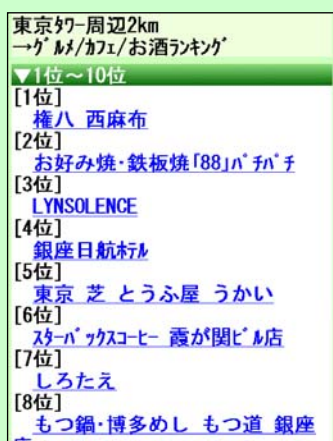 東京ﾀﾜｰ周辺2km
→ｸﾞﾙﾒ/ｶﾌｪ/お酒ﾗﾝｷﾝｸﾞ
▼1位～10位
[1位]
権八 西麻布
[2位]
お好み焼・鉄板焼｢88｣ﾊﾟﾁﾊﾟﾁ
[3位]
LYNSOLENCE
[4位]
銀座日航ﾎﾃﾙ
[5位]
東京 芝 とうふ屋 うかい
[6位]
ｽﾀｰﾊﾞｯｸｽｺｰﾋｰ 霞が関ﾋﾞﾙ店
[7位]
しろたえ
[8位]
もつ鍋・博多めし もつ道 銀座